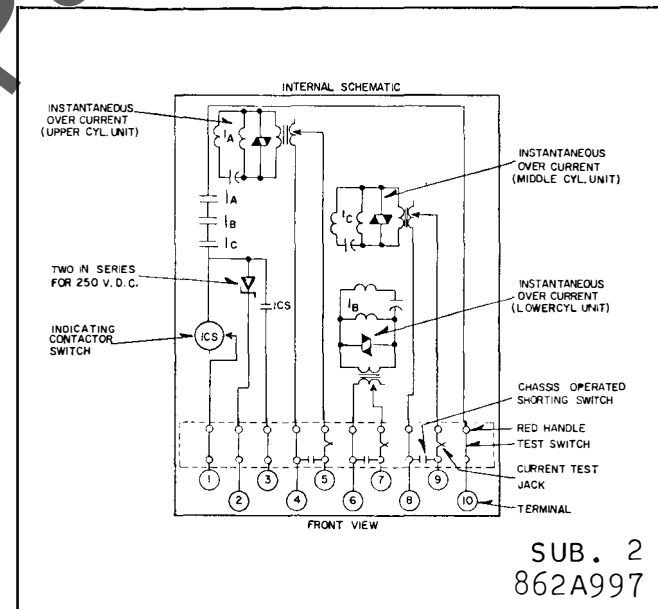 INTERNAL SCHEMATIC
INSTANTANEOUS
OVER CURRENT
(UPPER CYL. UNIT)
IA
IA
IB
IC
TWO IN SERIES
FOR 250 V. D. C.
ICS
INDICATING
CONTACTOR
SWITCH
ICS
INSTANTANEOUS
OVER CURRENT
(MIDDLE CYL. UNIT)
IC
IB
INSTANTANEOUS
OVER CURRENT
(LOWERCYL UNIT)
CHASSIS OPERATED
SHORTING SWITCH
RED HANDLE
TEST SWITCH
CURRENT TEST
JACK
TERMINAL
1 2 3 4 5 6 7 8 9 10
FRONT VIEW
SUB. 2
862A997